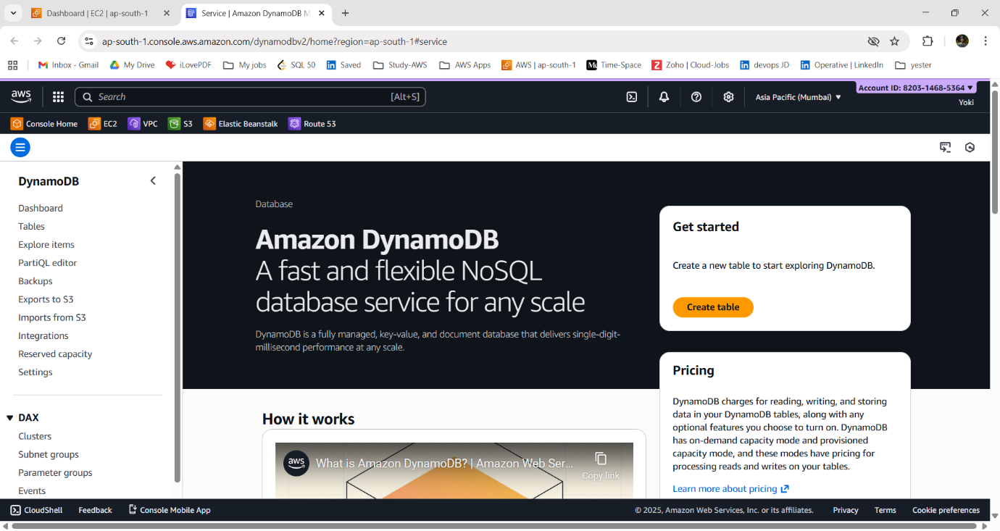 Dashboard | EC2 | ap-south-1
Service | Amazon DynamoDB M
ap-south-1.console.aws.amazon.com/dynamodbv2/home?region=ap-south-1#service
Inbox - Gmail
My Drive
iLovePDF
My jobs
SQL 50
Saved
Study-AWS
AWS Apps
AWS | ap-south-1
Time-Space
Zoho | Cloud-Jobs
devops JD
Operative | LinkedIn
yester
aws
Search
[Alt+S]
Asia Pacific (Mumbai)
Account ID: 8203-1468-5364
Yoki
Console Home
EC2
VPC
S3
Elastic Beanstalk
Route 53
DynamoDB
Dashboard
Tables
Explore items
PartiQL editor
Backups
Exports to S3
Imports from S3
Integrations
Reserved capacity
Settings
DAX
Clusters
Subnet groups
Parameter groups
Events
Database
Amazon DynamoDB
A fast and flexible NoSQL
database service for any scale
DynamoDB is a fully managed, key-value, and document database that delivers single-digit-
millisecond performance at any scale.
Get started
Create a new table to start exploring DynamoDB.
Create table
Pricing
DynamoDB charges for reading, writing, and storing
data in your DynamoDB tables, along with any
optional features you choose to turn on. DynamoDB
has on-demand capacity mode and provisioned
capacity mode, and these modes have pricing for
processing reads and writes on your tables.
Learn more about pricing
How it works
aws
What is Amazon DynamoDB? | Amazon Web Ser...
Copy link
CloudShell
Feedback
Console Mobile App
© 2025, Amazon Web Services, Inc. or its affiliates.
Privacy
Terms
Cookie preferences